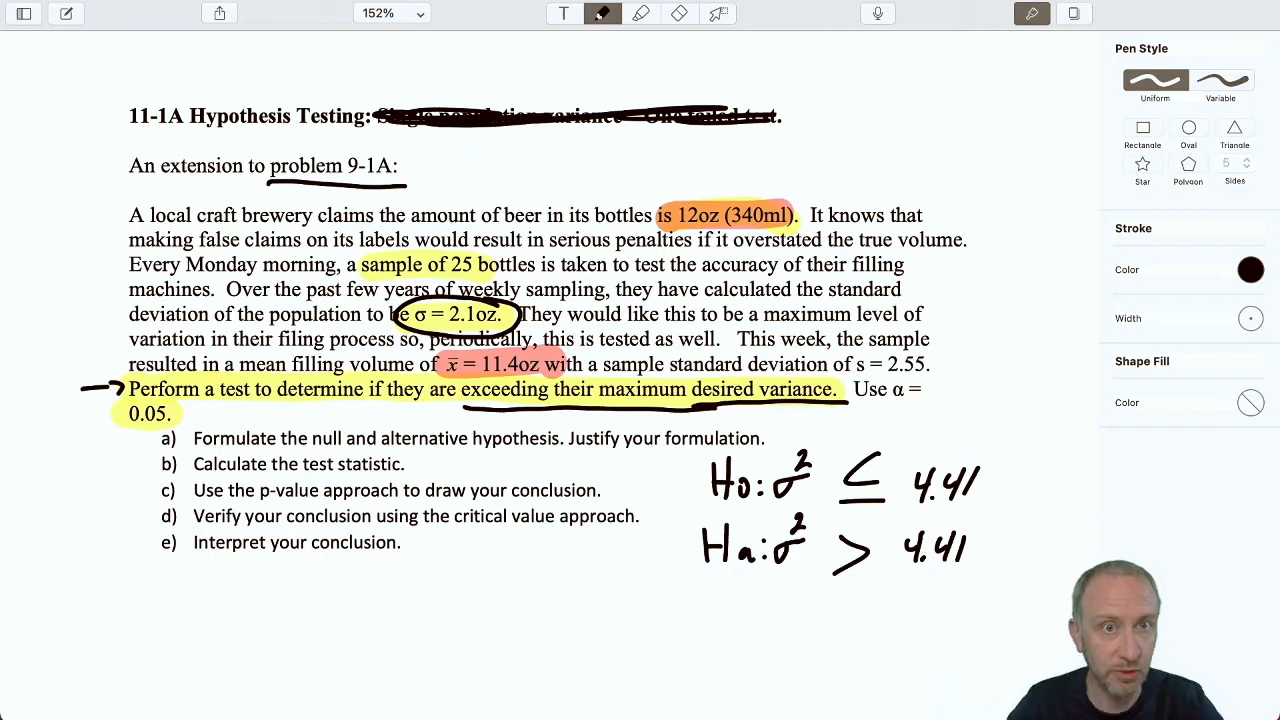 152%
T
Pen Style
Uniform Variable
Rectangle Oval Triangle
Star Polygon Sides
5
Stroke
Color
Width
Shape Fill
Color
11-1A Hypothesis Testing: Single population variance – One tailed test.
An extension to problem 9-1A:
A local craft brewery claims the amount of beer in its bottles is 12oz (340ml). It knows that
making false claims on its labels would result in serious penalties if it overstated the true volume.
Every Monday morning, a sample of 25 bottles is taken to test the accuracy of their filling
machines. Over the past few years of weekly sampling, they have calculated the standard
deviation of the population to be σ = 2.1oz. They would like this to be a maximum level of
variation in their filing process so, periodically, this is tested as well. This week, the sample
resulted in a mean filling volume of x̅ = 11.4oz with a sample standard deviation of s = 2.55.
Perform a test to determine if they are exceeding their maximum desired variance. Use α =
0.05.
a) Formulate the null and alternative hypothesis. Justify your formulation.
b) Calculate the test statistic.
c) Use the p-value approach to draw your conclusion.
d) Verify your conclusion using the critical value approach.
e) Interpret your conclusion.
Ho: σ² ≤ 4.41
Ha: σ² > 4.41